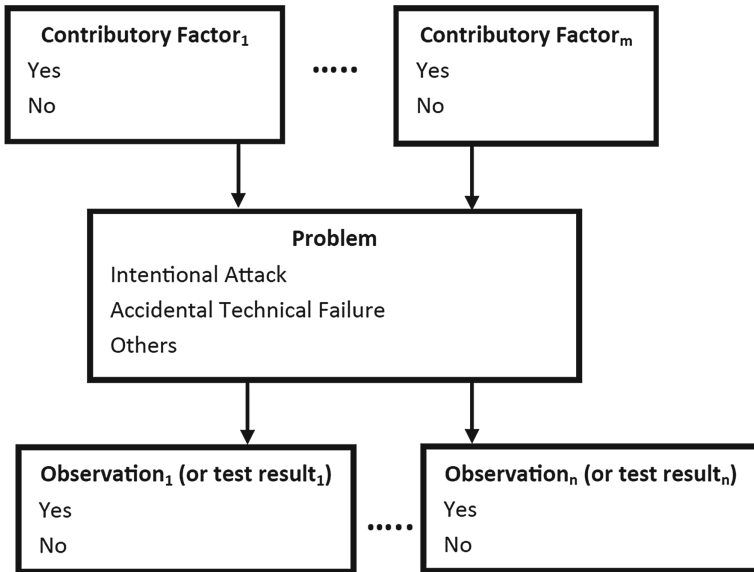 Contributory Factor₁
Yes
No
.....
Contributory Factorₘ
Yes
No
Problem
Intentional Attack
Accidental Technical Failure
Others
Observation₁ (or test result₁)
Yes
No
.....
Observationₙ (or test resultₙ)
Yes
No